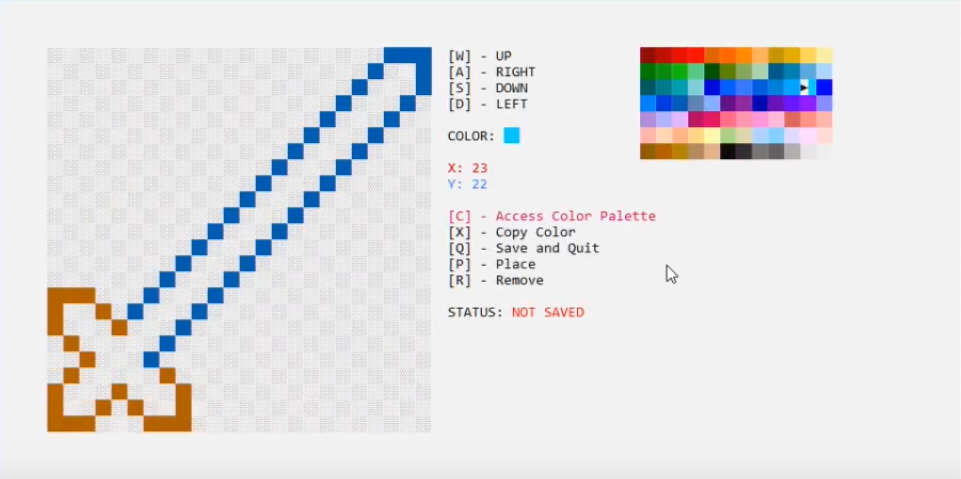 [W] - UP
[A] - RIGHT
[S] - DOWN
[D] - LEFT
COLOR:
X: 23
Y: 22
[C] - Access Color Palette
[X] - Copy Color
[Q] - Save and Quit
[P] - Place
[R] - Remove
STATUS: NOT SAVED